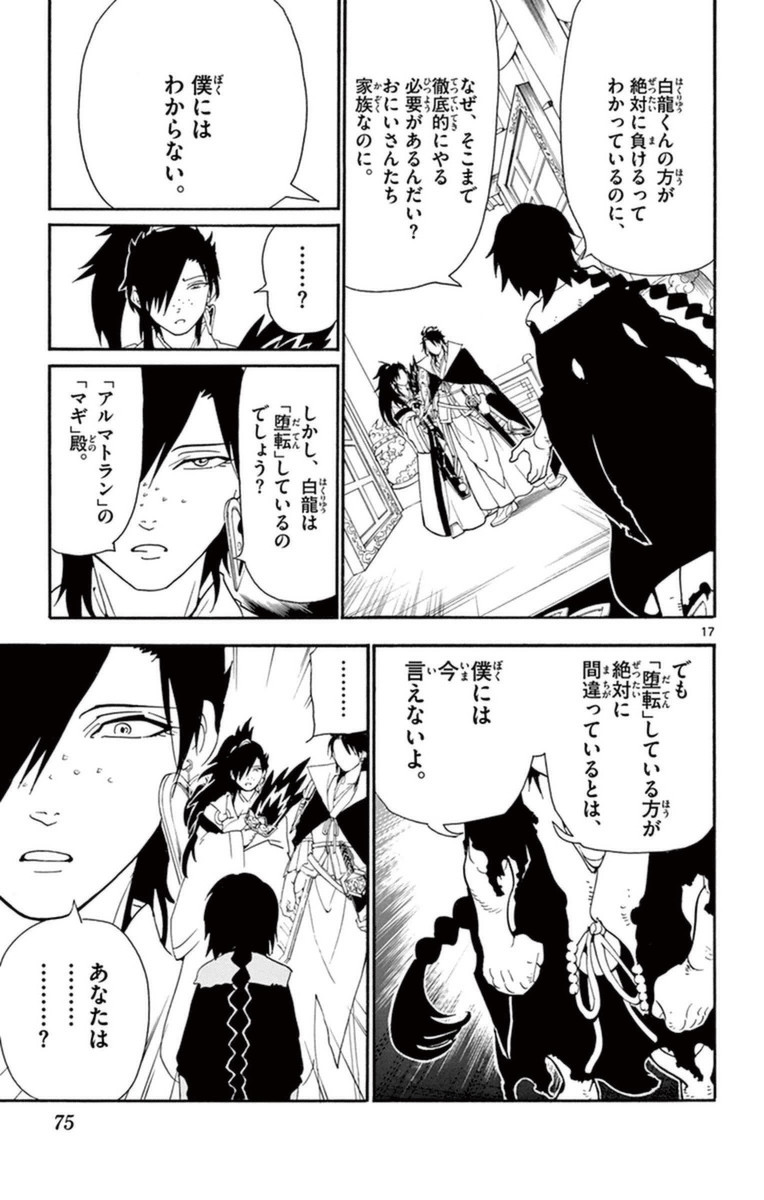 白龍くんの方が
絶対に負けるって
わかっているのに、
なぜ、そこまで
徹底的にやる
必要があるんだい?
おにいさんたち
家族なのに。
僕には
わからない。
………?
しかし、白龍は
「堕転」しているの
でしょう?
「アルマトラン」の
「マギ」殿。
17
でも
「堕転」している方が
絶対に
間違っているとは、
僕には
今
言えないよ。
………
あなたは
………
………?
75